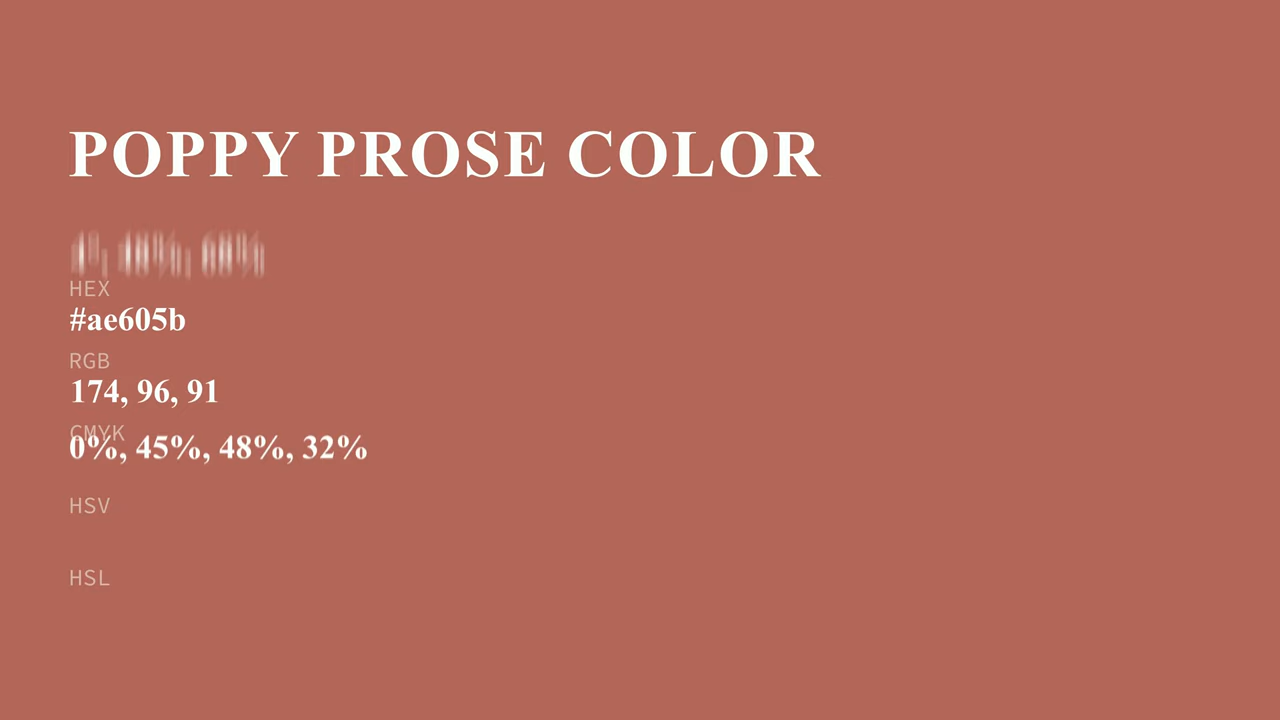 POPPY PROSE COLOR
HEX
#ae605b
RGB
174, 96, 91
CMYK
0%, 45%, 48%, 32%
HSV
HSL